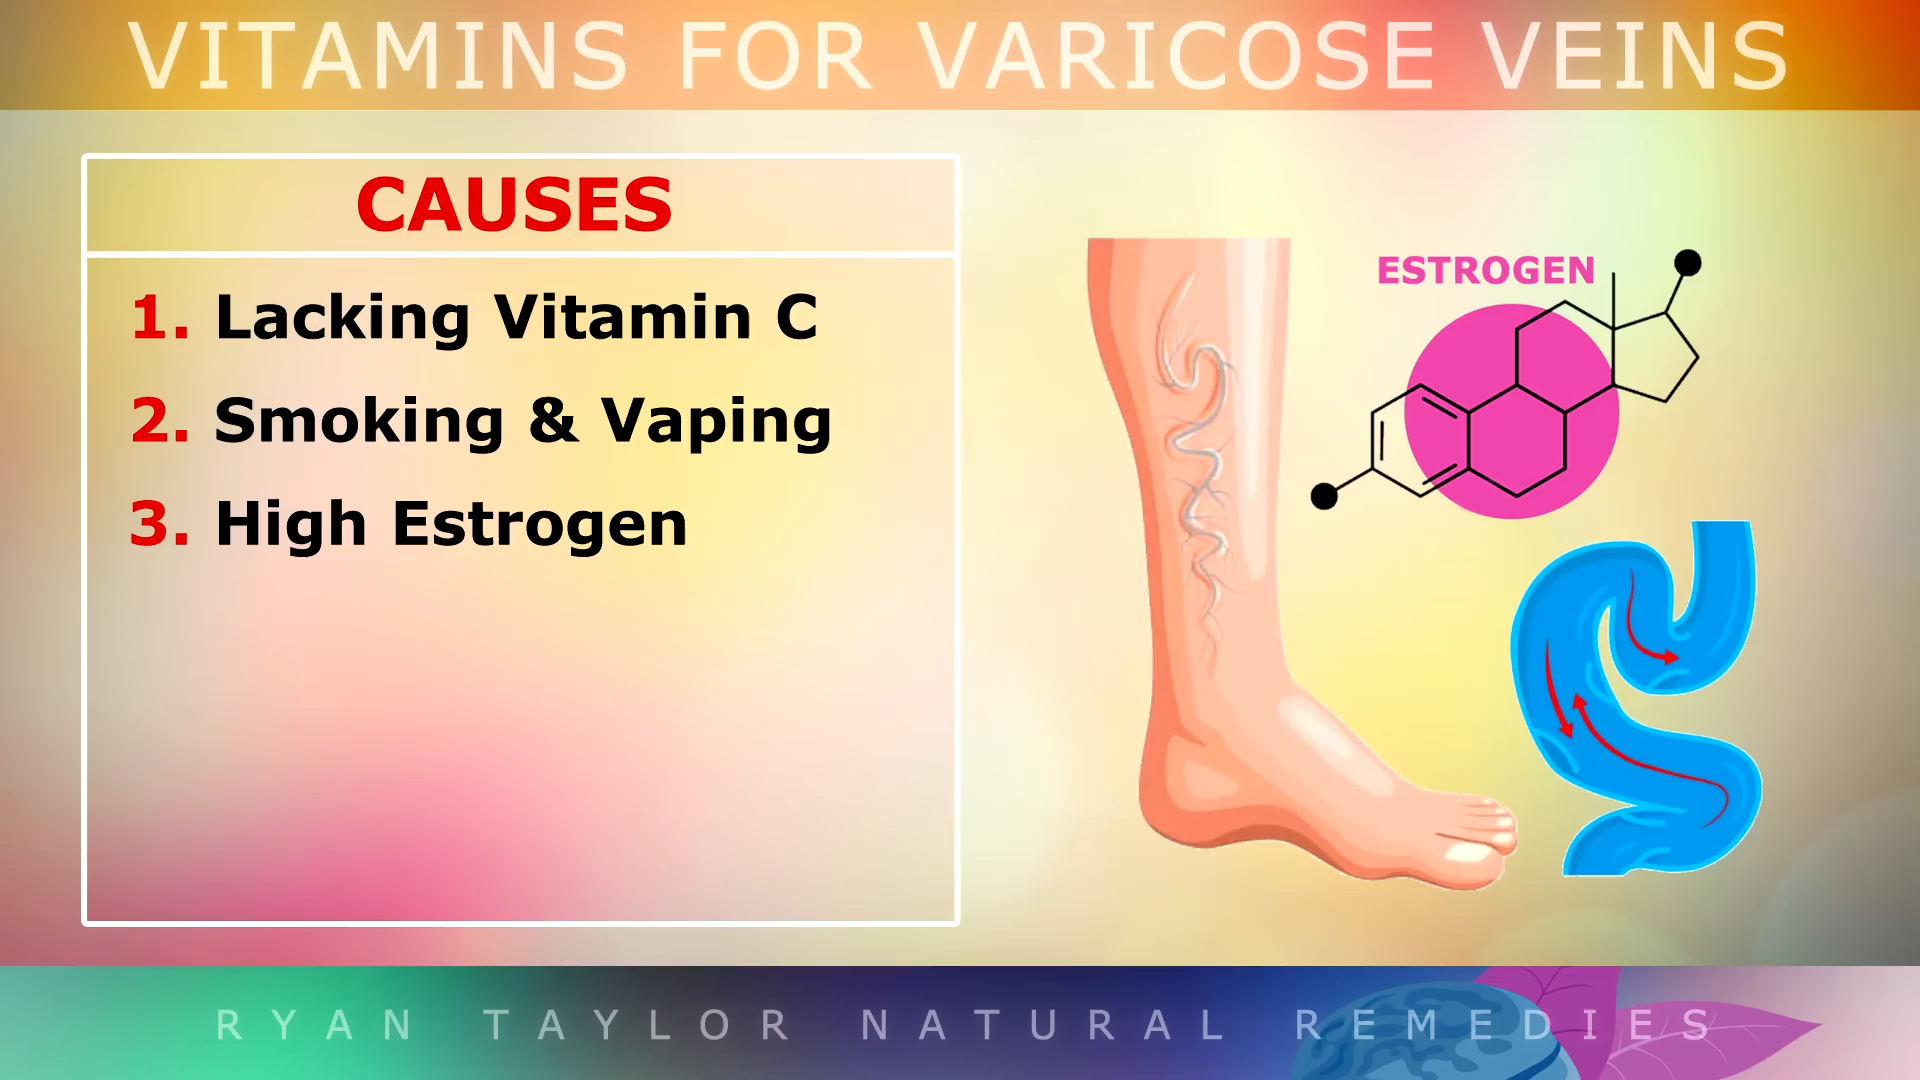 VITAMINS FOR VARICOSE VEINS
CAUSES
1. Lacking Vitamin C
2. Smoking & Vaping
3. High Estrogen
ESTROGEN
RYAN TAYLOR NATURAL REMEDIES